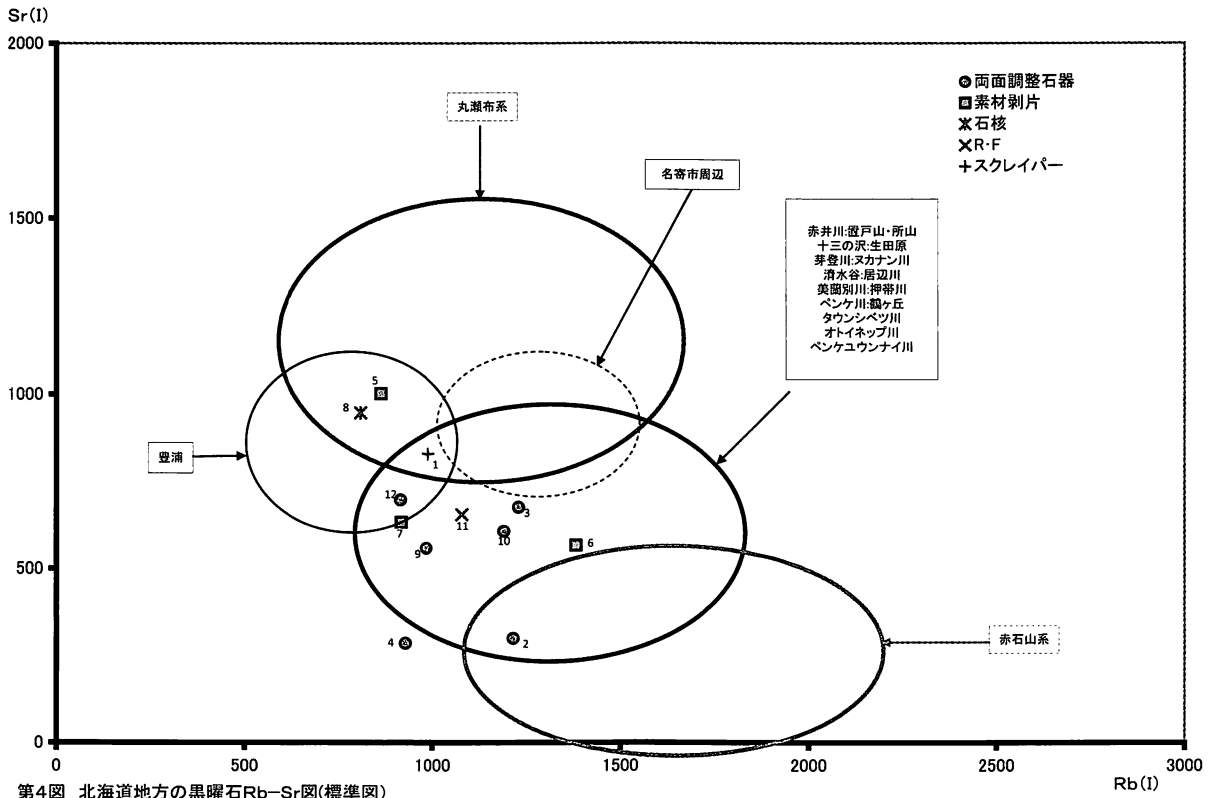 Sr(I)
2000
1500
1000
500
0
0
500
1000
1500
2000
2500
3000
Rb(I)
両面調整石器
素材剥片
石核
R・F
スクレイパー
丸瀬布系
名寄市周辺
赤井川:置戸山・所山
十三の沢:生田原
芽登川:ヌカナン川
清水谷:居辺川
美蘭別川:押帯川
ペンケ川:鶴ヶ丘
タウンシベツ川
オトイネップ川
ペンケユウンナイ川
豊浦
赤石山系
5
8
1
12
7
11
3
10
9
6
4
2
第4図 北海道地方の黒曜石Rb-Sr図(標準図)